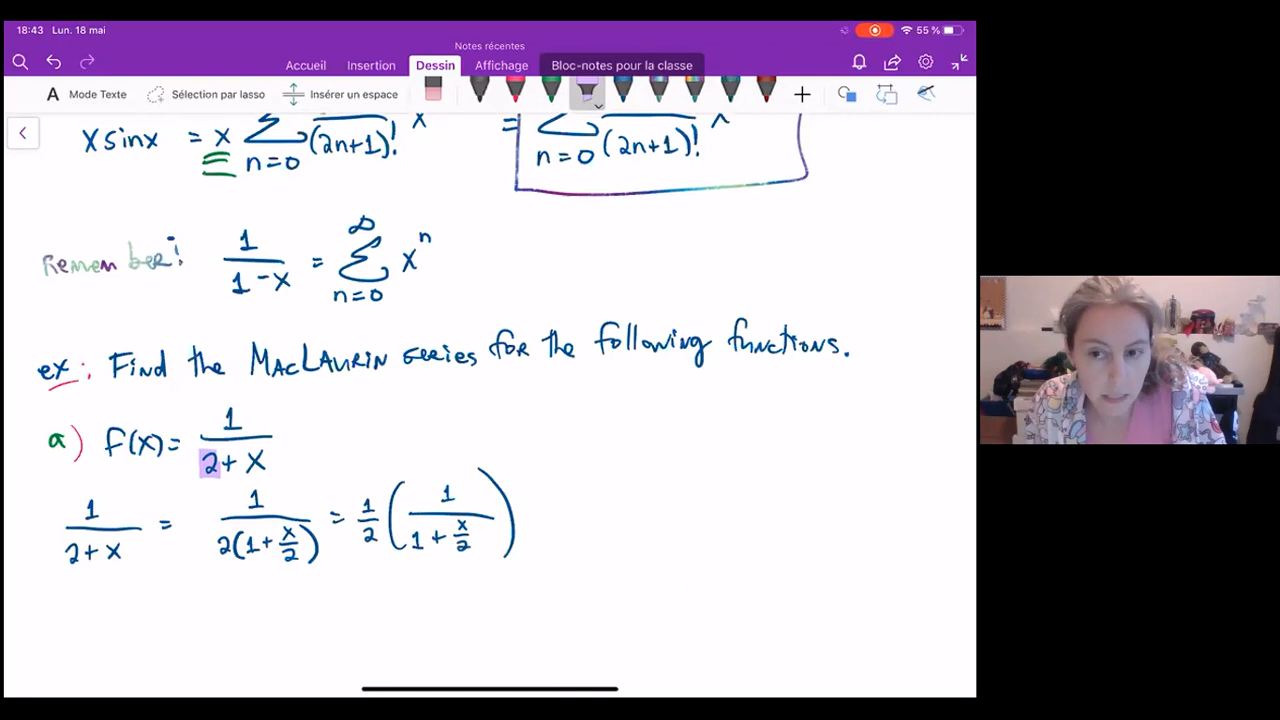 18:43 Lun. 18 mai 55 %
Notes récentes
Accueil Insertion Dessin Affichage Bloc-notes pour la classe
A Mode Texte Sélection par lasso Insérer un espace
x sinx = x ∑ n=0 (2n+1)! x = ∑ n=0 (2n+1)!
Remember! 1/(1-x) = ∑ n=0 ∞ x^n
ex: Find the MacLaurin series for the following functions.
a) f(x)= 1/(2+x)
1/(2+x) = 1/(2(1+x/2)) = 1/2 (1/(1+x/2))